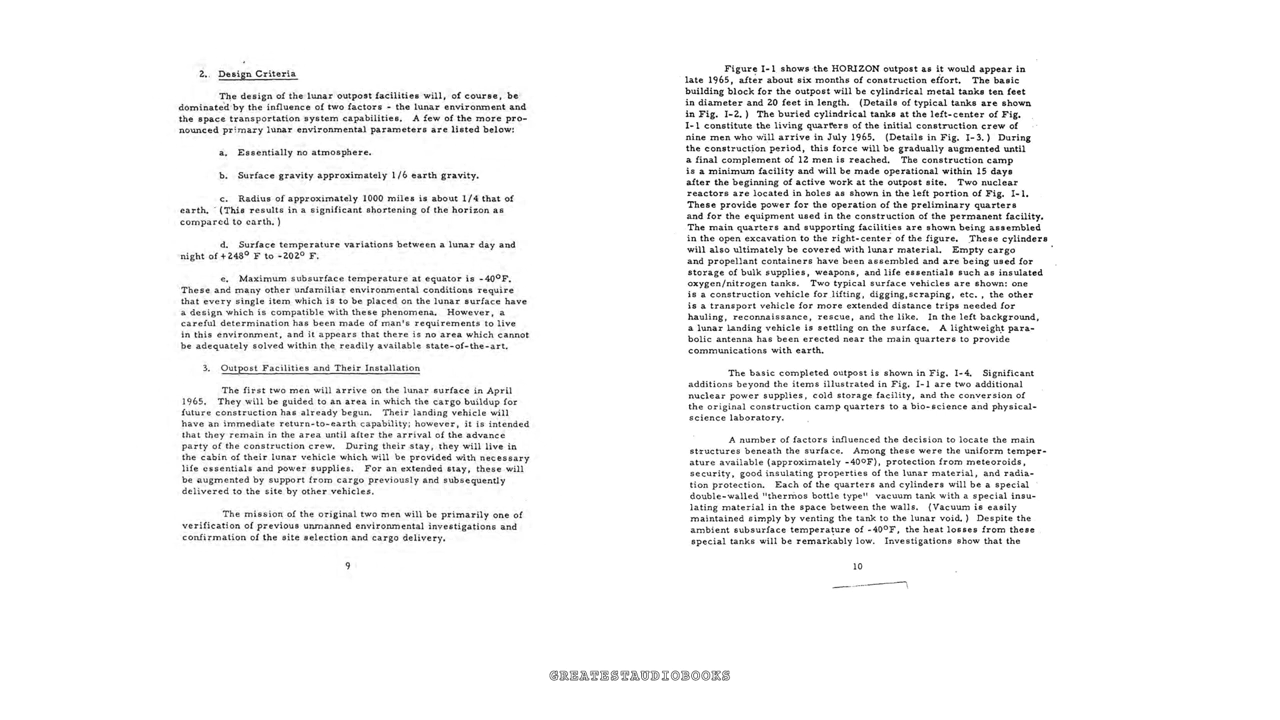 2. Design Criteria
The design of the lunar outpost facilities will, of course, be
dominated by the influence of two factors - the lunar environment and
the space transportation system capabilities. A few of the more pro-
nounced primary lunar environmental parameters are listed below:
a. Essentially no atmosphere.
b. Surface gravity approximately 1/6 earth gravity.
c. Radius of approximately 1000 miles is about 1/4 that of
earth. (This results in a significant shortening of the horizon as
compared to earth.)
d. Surface temperature variations between a lunar day and
night of +248° F to -202° F.
e. Maximum subsurface temperature at equator is -40°F.
These and many other unfamiliar environmental conditions require
that every single item which is to be placed on the lunar surface have
a design which is compatible with these phenomena. However, a
careful determination has been made of man's requirements to live
in this environment, and it appears that there is no area which cannot
be adequately solved within the readily available state-of-the-art.
3. Outpost Facilities and Their Installation
The first two men will arrive on the lunar surface in April
1965. They will be guided to an area in which the cargo buildup for
future construction has already begun. Their landing vehicle will
have an immediate return-to-earth capability; however, it is intended
that they remain in the area until after the arrival of the advance
party of the construction crew. During their stay, they will live in
the cabin of their lunar vehicle which will be provided with necessary
life essentials and power supplies. For an extended stay, these will
be augmented by support from cargo previously and subsequently
delivered to the site by other vehicles.
The mission of the original two men will be primarily one of
verification of previous unmanned environmental investigations and
confirmation of the site selection and cargo delivery.
9
Figure I-1 shows the HORIZON outpost as it would appear in
late 1965, after about six months of construction effort. The basic
building block for the outpost will be cylindrical metal tanks ten feet
in diameter and 20 feet in length. (Details of typical tanks are shown
in Fig. I-2.) The buried cylindrical tanks at the left-center of Fig.
I-1 constitute the living quarters of the initial construction crew of
nine men who will arrive in July 1965. (Details in Fig. I-3.) During
the construction period, this force will be gradually augmented until
a final complement of 12 men is reached. The construction camp
is a minimum facility and will be made operational within 15 days
after the beginning of active work at the outpost site. Two nuclear
reactors are located in holes as shown in the left portion of Fig. I-1.
These provide power for the operation of the preliminary quarters
and for the equipment used in the construction of the permanent facility.
The main quarters and supporting facilities are shown being assembled
in the open excavation to the right-center of the figure. These cylinders
will also ultimately be covered with lunar material. Empty cargo
and propellant containers have been assembled and are being used for
storage of bulk supplies, weapons, and life essentials such as insulated
oxygen/nitrogen tanks. Two typical surface vehicles are shown: one
is a construction vehicle for lifting, digging,scraping, etc., the other
is a transport vehicle for more extended distance trips needed for
hauling, reconnaissance, rescue, and the like. In the left background,
a lunar landing vehicle is settling on the surface. A lightweight para-
bolic antenna has been erected near the main quarters to provide
communications with earth.
The basic completed outpost is shown in Fig. I-4. Significant
additions beyond the items illustrated in Fig. I-1 are two additional
nuclear power supplies, cold storage facility, and the conversion of
the original construction camp quarters to a bio-science and physical-
science laboratory.
A number of factors influenced the decision to locate the main
structures beneath the surface. Among these were the uniform temper-
ature available (approximately -40°F), protection from meteoroids,
security, good insulating properties of the lunar material, and radia-
tion protection. Each of the quarters and cylinders will be a special
double-walled "thermos bottle type" vacuum tank with a special insu-
lating material in the space between the walls. (Vacuum is easily
maintained simply by venting the tank to the lunar void.) Despite the
ambient subsurface temperature of -40°F, the heat losses from these
special tanks will be remarkably low. Investigations show that the
10
GREATESTAUDIOBOOKS